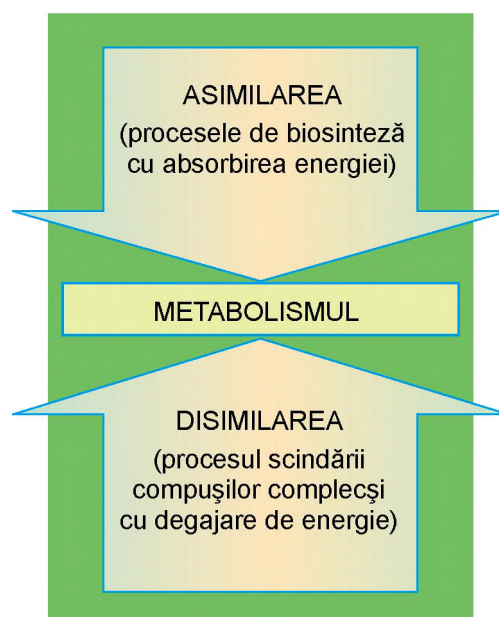 ASIMILAREA
(procesele de biosinteză
cu absorbirea energiei)
METABOLISMUL
DISIMILAREA
(procesul scindării
compuşilor complecşi
cu degajare de energie)